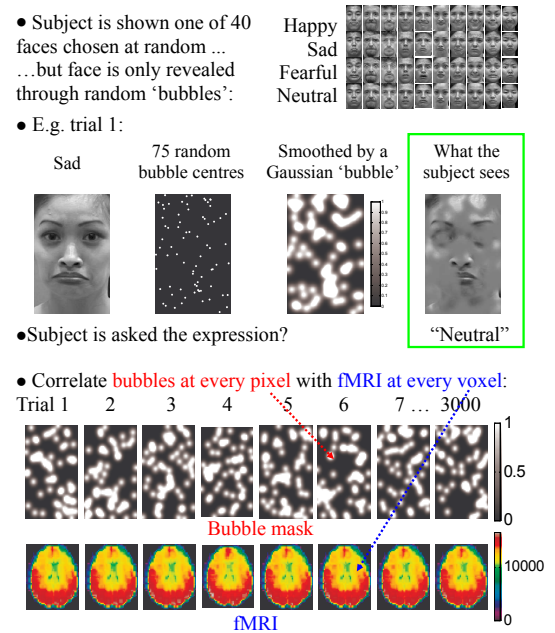 ● Subject is shown one of 40
faces chosen at random ...
…but face is only revealed
through random ‘bubbles’:
Happy
Sad
Fearful
Neutral
● E.g. trial 1:
Sad
75 random
bubble centres
Smoothed by a
Gaussian ‘bubble’
What the
subject sees
1
0.9
0.8
0.7
0.6
0.5
0.4
0.3
0.2
0.1
0
●Subject is asked the expression?
“Neutral”
● Correlate bubbles at every pixel with fMRI at every voxel:
Trial 1 2 3 4 5 6 7 … 3000
1
0.5
0
Bubble mask
10000
0
fMRI